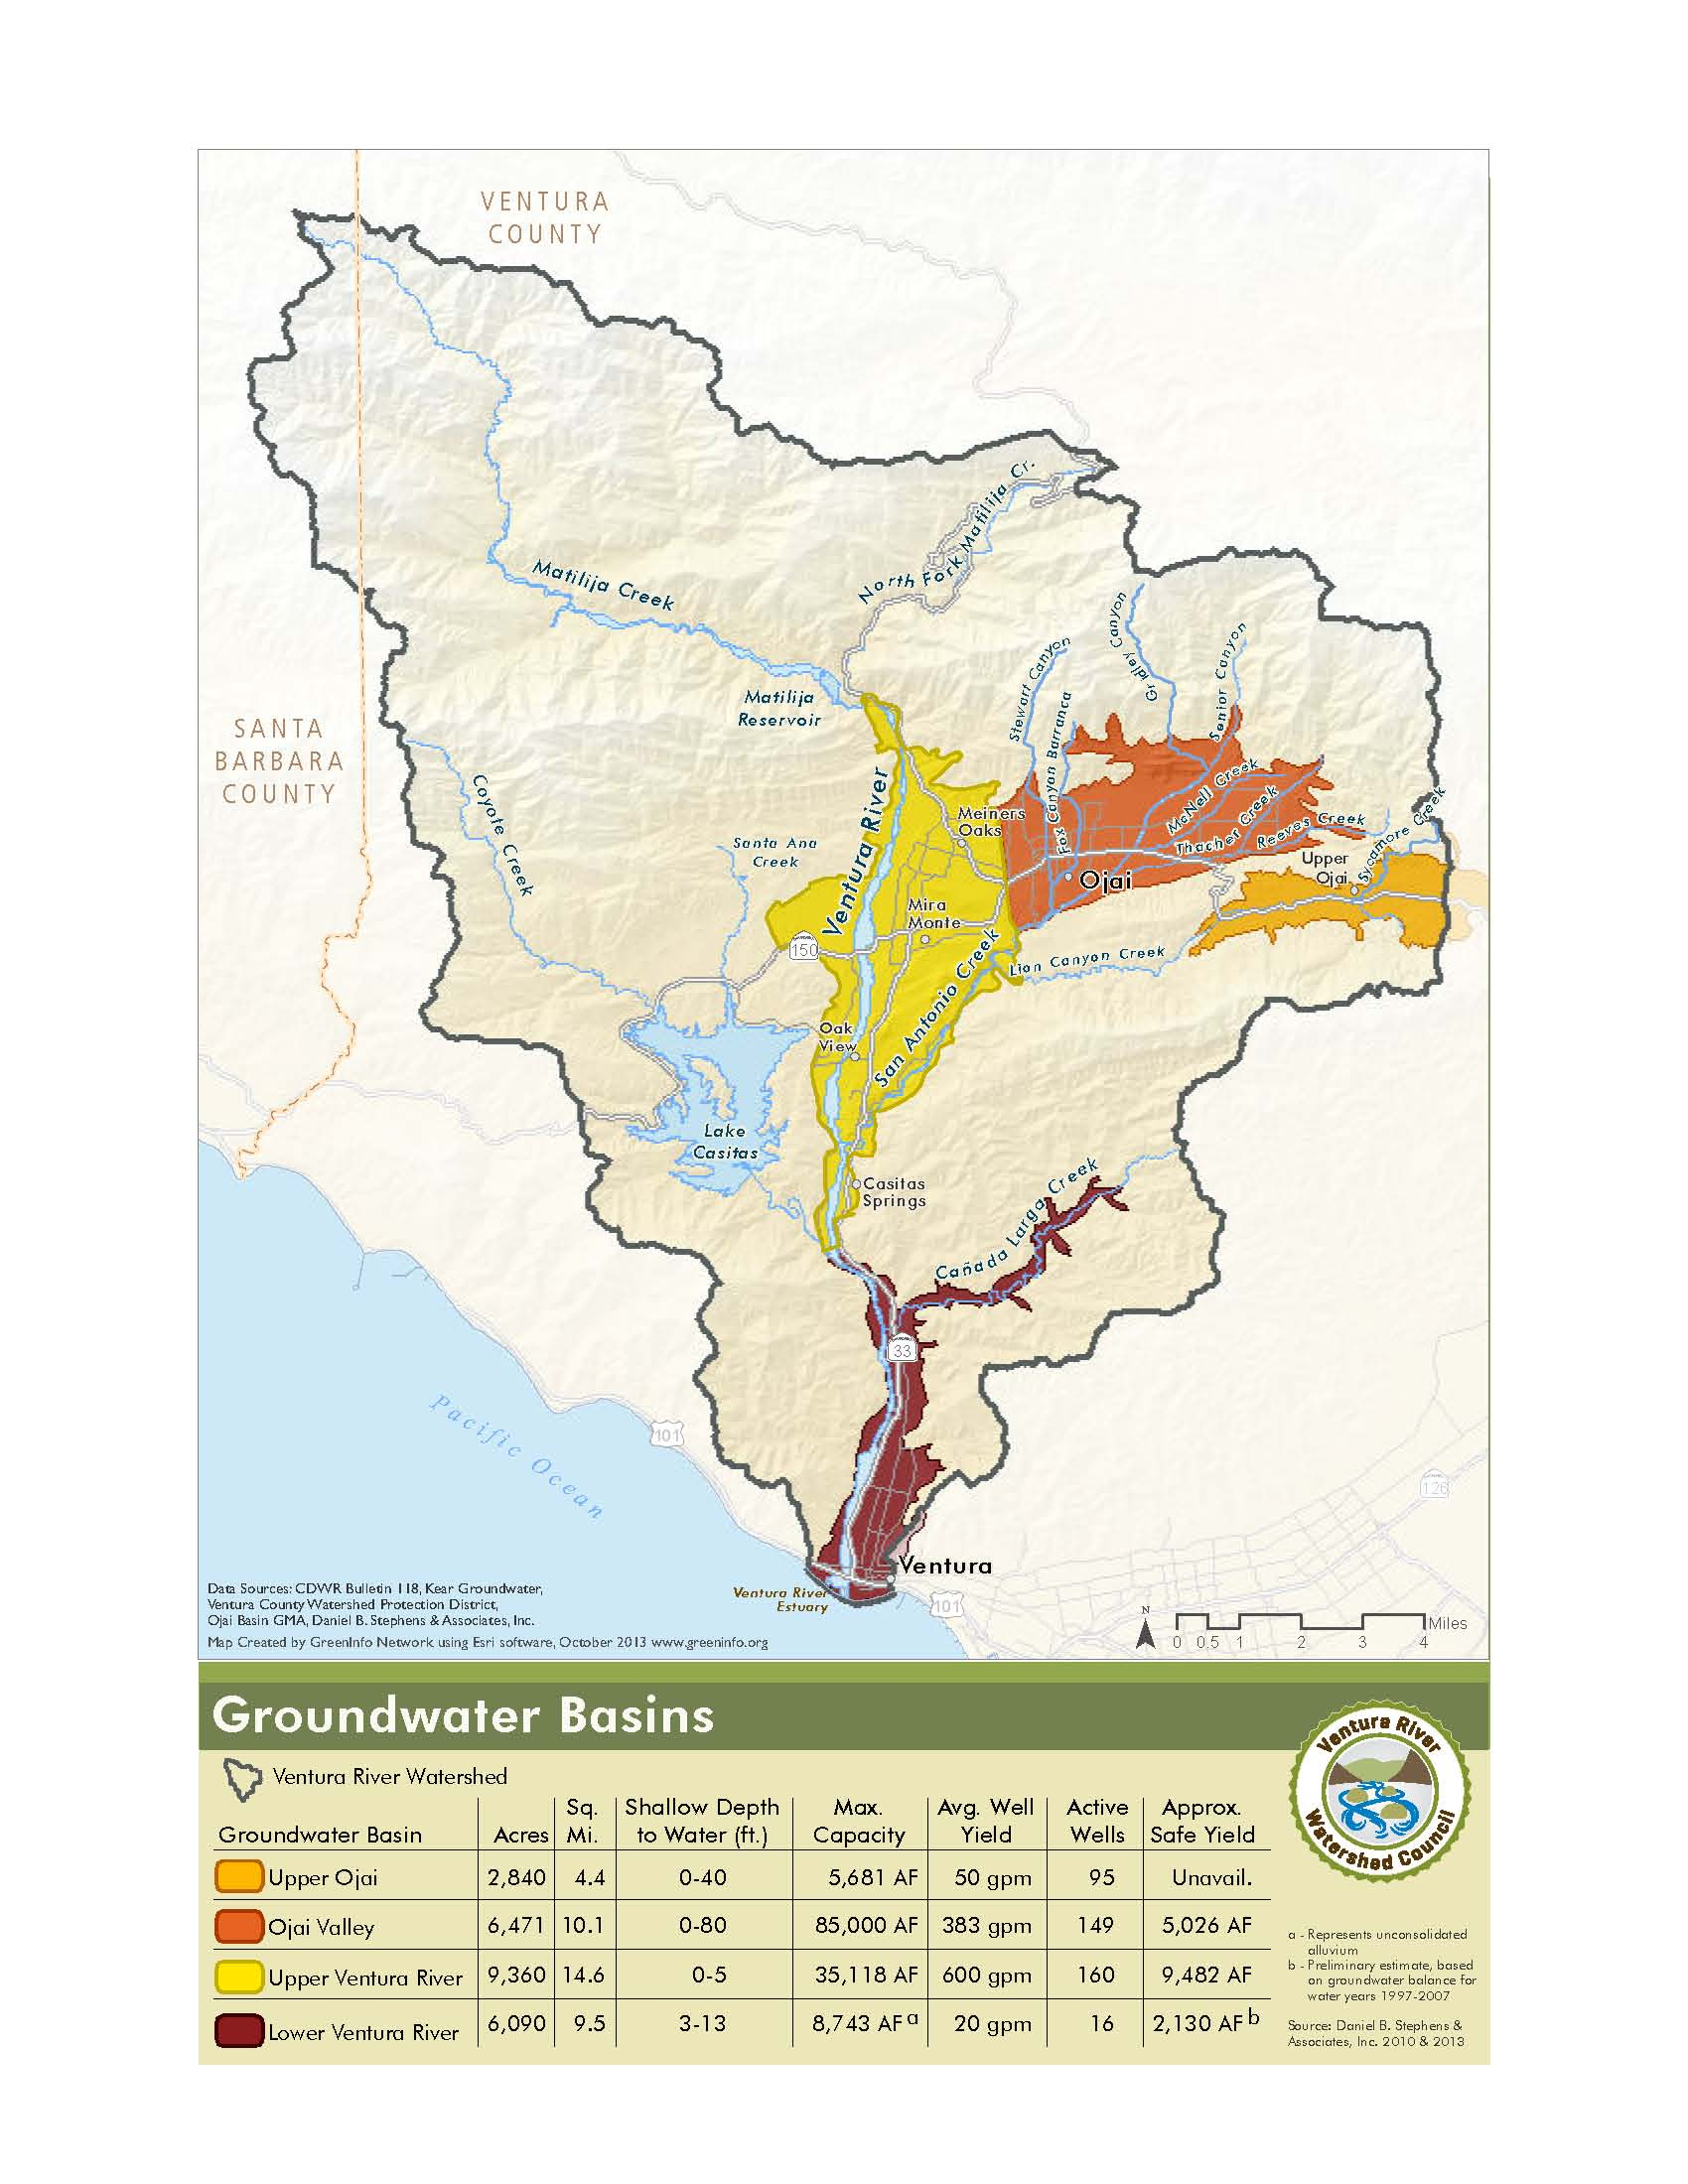 VENTURA
COUNTY
North Fork Matilija Cr.
Matilija Creek
Gridley Canyon
Senior Canyon
Stewart Canyon
Fox Canyon Barranca
Matilija
Reservoir
SANTA
BARBARA
COUNTY
Coyote Creek
Ventura River
McNell Creek
Thacher Creek
Reeves Creek
Sycamore Creek
Meiners
Oaks
Santa Ana
Creek
Upper
Ojai
Ojai
Mira
Monte
150
Lion Canyon Creek
San Antonio Creek
Oak
View
Lake
Casitas
Casitas
Springs
Cañada Larga Creek
33
Pacific Ocean
101
126
Ventura
Ventura River
Estuary
101
Data Sources: CDWR Bulletin 118, Kear Groundwater,
Ventura County Watershed Protection District,
Ojai Basin GMA, Daniel B. Stephens & Associates, Inc.
Map Created by GreenInfo Network using Esri software, October 2013 www.greeninfo.org
N
Miles
0 0.5 1 2 3 4
Groundwater Basins
Ventura River
Watershed Council
Ventura River Watershed
Groundwater Basin Acres Sq. Mi. Shallow Depth to Water (ft.) Max. Capacity Avg. Well Yield Active Wells Approx. Safe Yield
Upper Ojai 2,840 4.4 0-40 5,681 AF 50 gpm 95 Unavail.
Ojai Valley 6,471 10.1 0-80 85,000 AF 383 gpm 149 5,026 AF
Upper Ventura River 9,360 14.6 0-5 35,118 AF 600 gpm 160 9,482 AF
Lower Ventura River 6,090 9.5 3-13 8,743 AF a 20 gpm 16 2,130 AF b
a - Represents unconsolidated
alluvium
b - Preliminary estimate, based
on groundwater balance for
water years 1997-2007
Source: Daniel B. Stephens &
Associates, Inc. 2010 & 2013